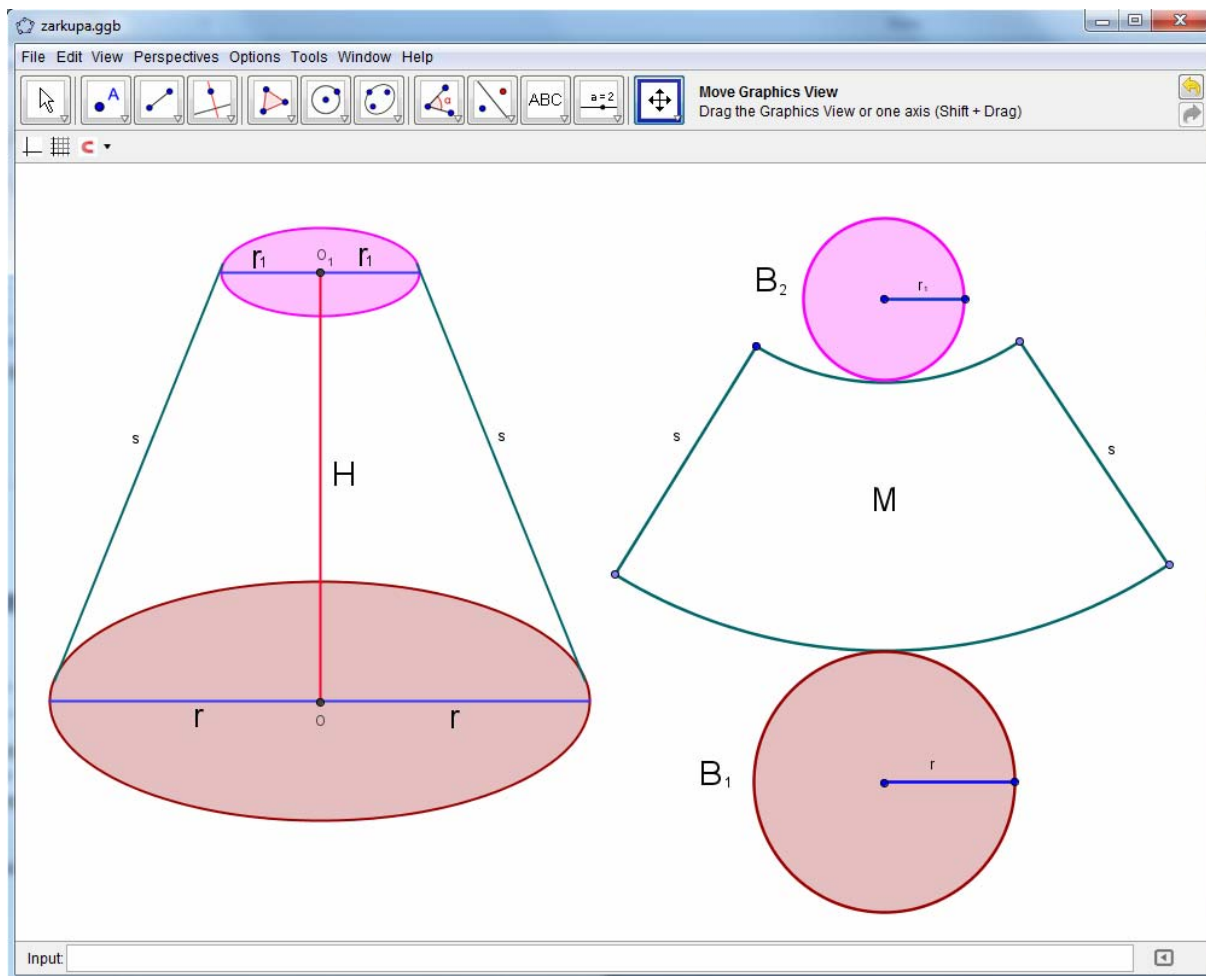 zarkupa.ggb
File Edit View Perspectives Options Tools Window Help
A
α
ABC
a=2
Move Graphics View
Drag the Graphics View or one axis (Shift + Drag)
r₁ O₁ r₁
s
H
s
r
O
r
B₂
r₁
s
M
s
B₁
r
Input: